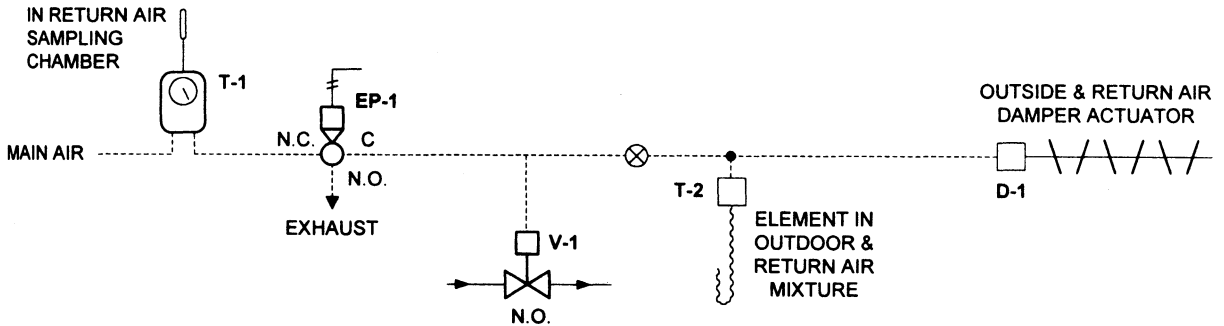 IN RETURN AIR
SAMPLING
CHAMBER
T-1
EP-1
OUTSIDE & RETURN AIR
DAMPER ACTUATOR
MAIN AIR
N.C.
C
N.O.
EXHAUST
T-2
D-1
V-1
N.O.
ELEMENT IN
OUTDOOR &
RETURN AIR
MIXTURE